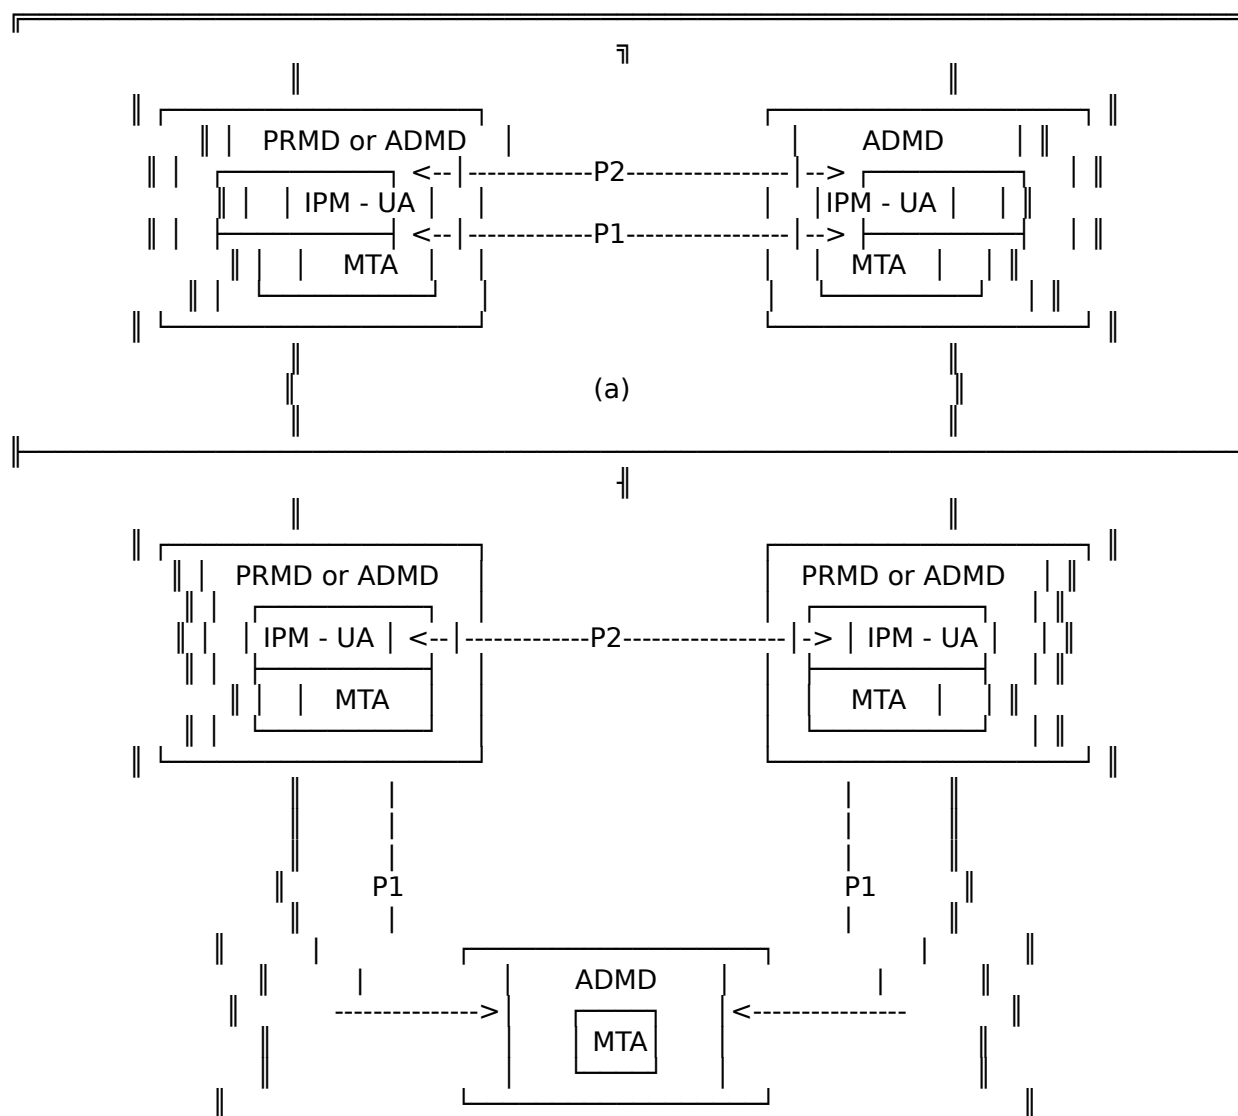 PRMD or ADMD ADMD
<--|-------------P2-----------------|-->
IPM - UA IPM - UA
<--|-------------P1-----------------|-->
MTA MTA
(a)
PRMD or ADMD PRMD or ADMD
IPM - UA <--|-------------P2-----------------|-> IPM - UA
MTA MTA
P1 P1
ADMD
---------------> <----------------
MTA